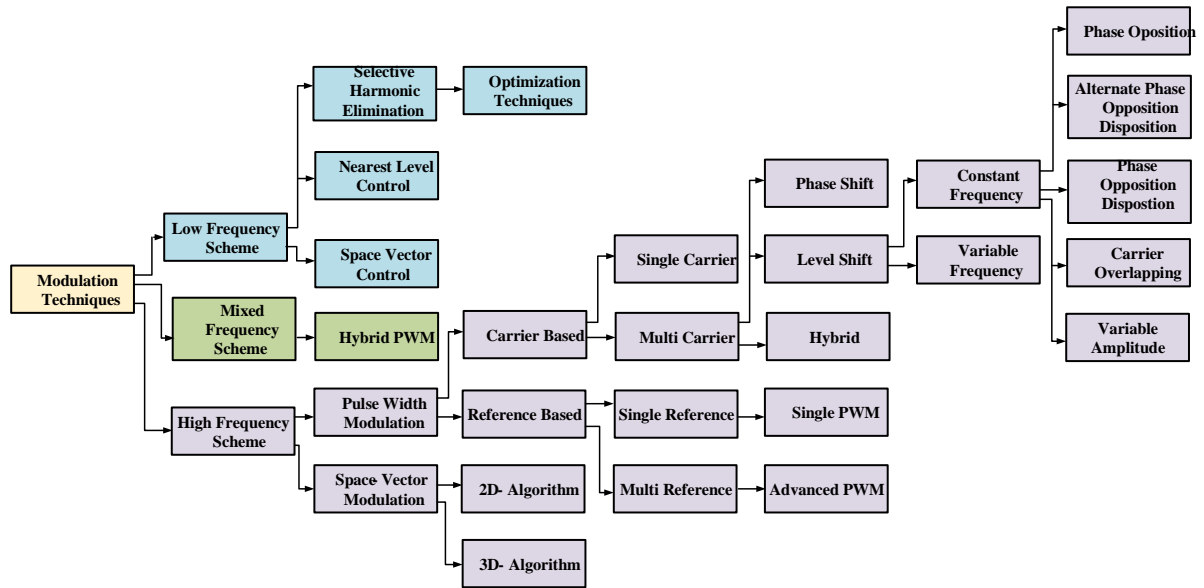 Modulation
Techniques
Low Frequency
Scheme
Selective
Harmonic
Elimination
Optimization
Techniques
Nearest Level
Control
Space Vector
Control
Mixed
Frequency
Scheme
Hybrid PWM
High Frequency
Scheme
Pulse Width
Modulation
Carrier Based
Single Carrier
Multi Carrier
Phase Shift
Level Shift
Constant
Frequency
Phase Oposition
Alternate Phase
Opposition
Disposition
Phase
Opposition
Dispostion
Carrier
Overlapping
Variable
Amplitude
Variable
Frequency
Hybrid
Reference Based
Single Reference
Single PWM
Multi Reference
Advanced PWM
Space-Vector
Modulation
2D- Algorithm
3D- Algorithm